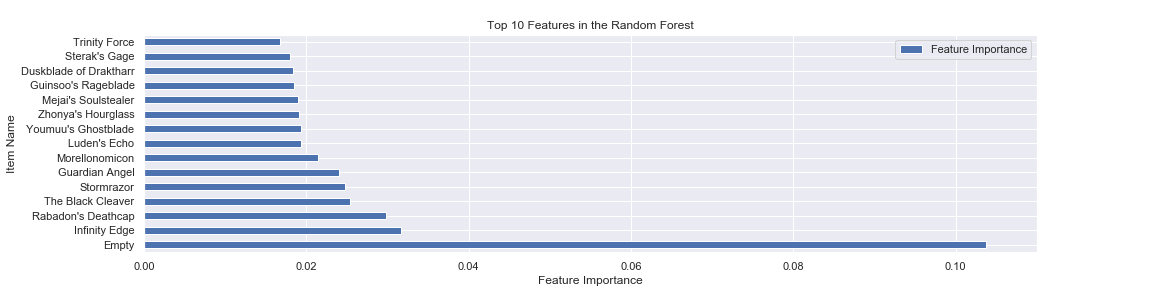 Top 10 Features in the Random Forest
Feature Importance
Item Name
Trinity Force
Sterak's Gage
Duskblade of Draktharr
Guinsoo's Rageblade
Mejai's Soulstealer
Zhonya's Hourglass
Youmuu's Ghostblade
Luden's Echo
Morellonomicon
Guardian Angel
Stormrazor
The Black Cleaver
Rabadon's Deathcap
Infinity Edge
Empty
0.00 0.02 0.04 0.06 0.08 0.10
Feature Importance